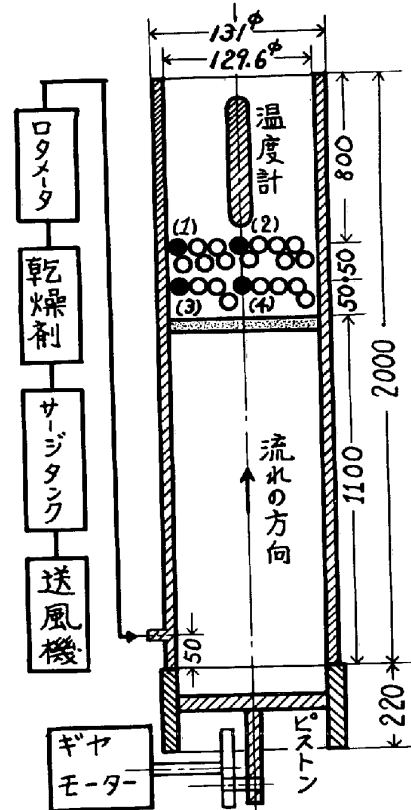 131φ
129.6φ
ロタメータ
乾燥剤
サージタンク
送風機
温度計
(1)
(2)
(3)
(4)
800
50
50
2000
1100
流れの方向
50
220
ピストン
ギヤ
モーター